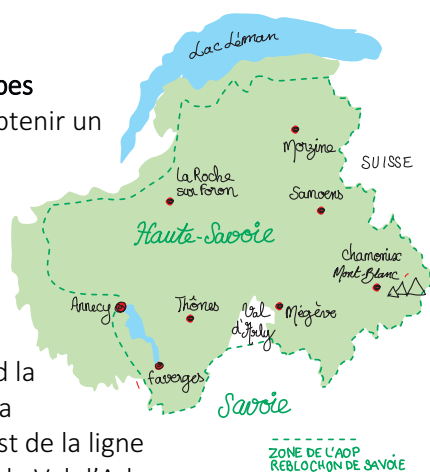 Lac Léman
pes
btenir un
Morzine
SUISSE
La Roche
sur Foron
Samoens
Haute-Savoie
Chamonix
Mont Blanc
Annecy
Thônes
Val
d'Arly
Mégève
Faverges
d la
a
Savoie
st de la ligne
ZONE DE L'AOP
REBLOCHON DE SAVOIE